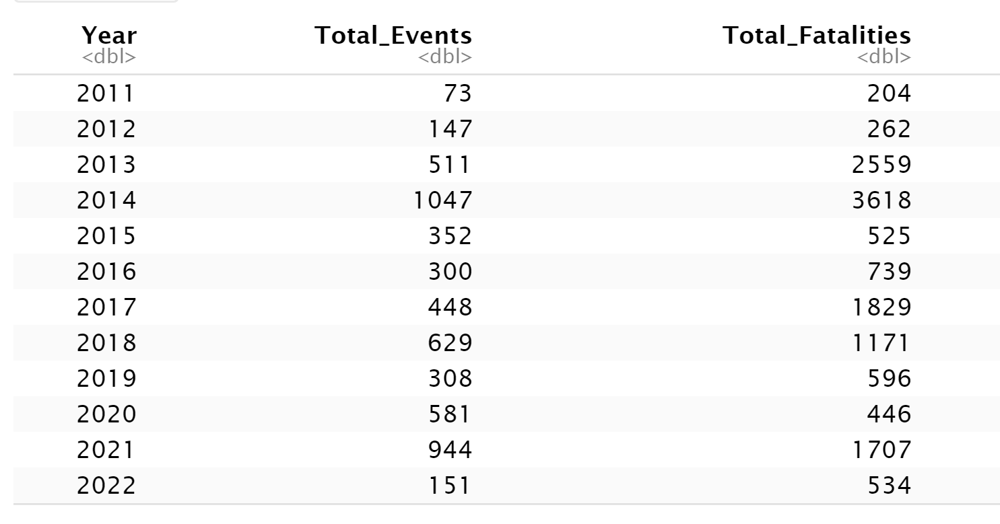 Year Total_Events Total_Fatalities
<dbl> <dbl> <dbl>
2011 73 204
2012 147 262
2013 511 2559
2014 1047 3618
2015 352 525
2016 300 739
2017 448 1829
2018 629 1171
2019 308 596
2020 581 446
2021 944 1707
2022 151 534